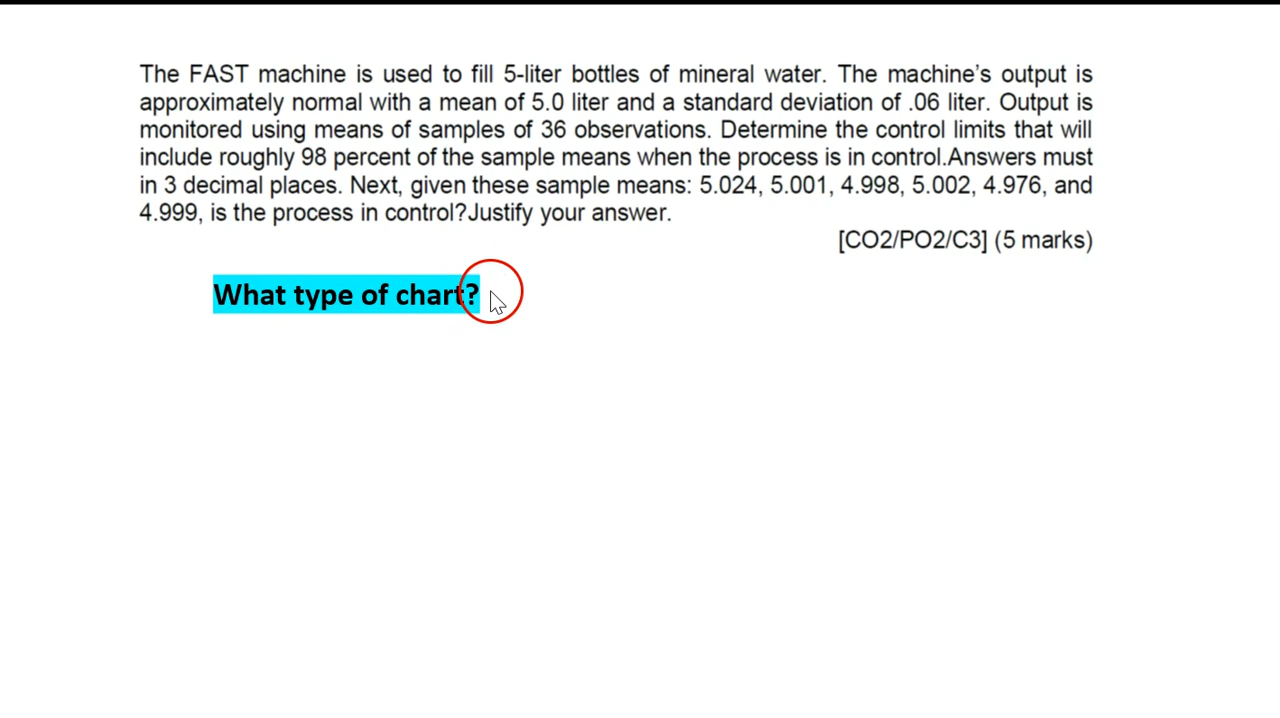 The FAST machine is used to fill 5-liter bottles of mineral water. The machine's output is
approximately normal with a mean of 5.0 liter and a standard deviation of .06 liter. Output is
monitored using means of samples of 36 observations. Determine the control limits that will
include roughly 98 percent of the sample means when the process is in control.Answers must
in 3 decimal places. Next, given these sample means: 5.024, 5.001, 4.998, 5.002, 4.976, and
4.999, is the process in control?Justify your answer.
[CO2/PO2/C3] (5 marks)
What type of chart?